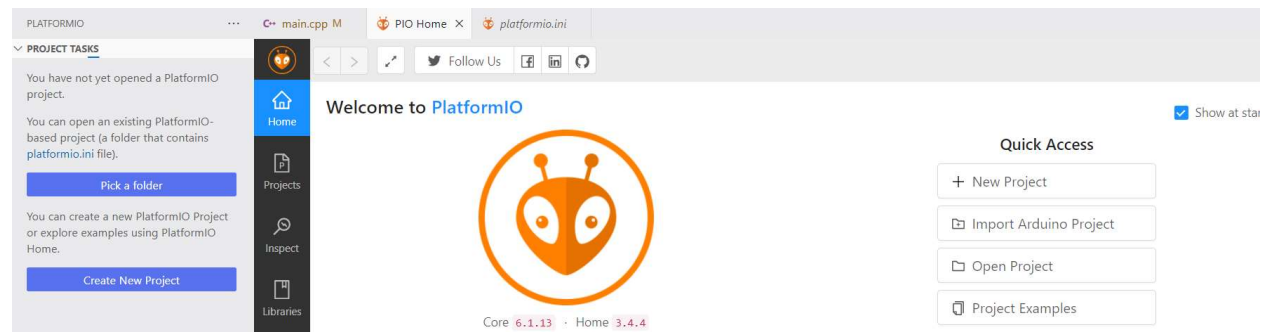 PLATFORMIO ...
PROJECT TASKS
You have not yet opened a PlatformIO
project.
You can open an existing PlatformIO-
based project (a folder that contains
platformio.ini file).
Pick a folder
You can create a new PlatformIO Project
or explore examples using PlatformIO
Home.
Create New Project
C++ main.cpp M
PIO Home ×
platformio.ini
< >
Follow Us
Home
Projects
Inspect
Libraries
Welcome to PlatformIO
Show at star
Core 6.1.13 · Home 3.4.4
Quick Access
+ New Project
Import Arduino Project
Open Project
Project Examples